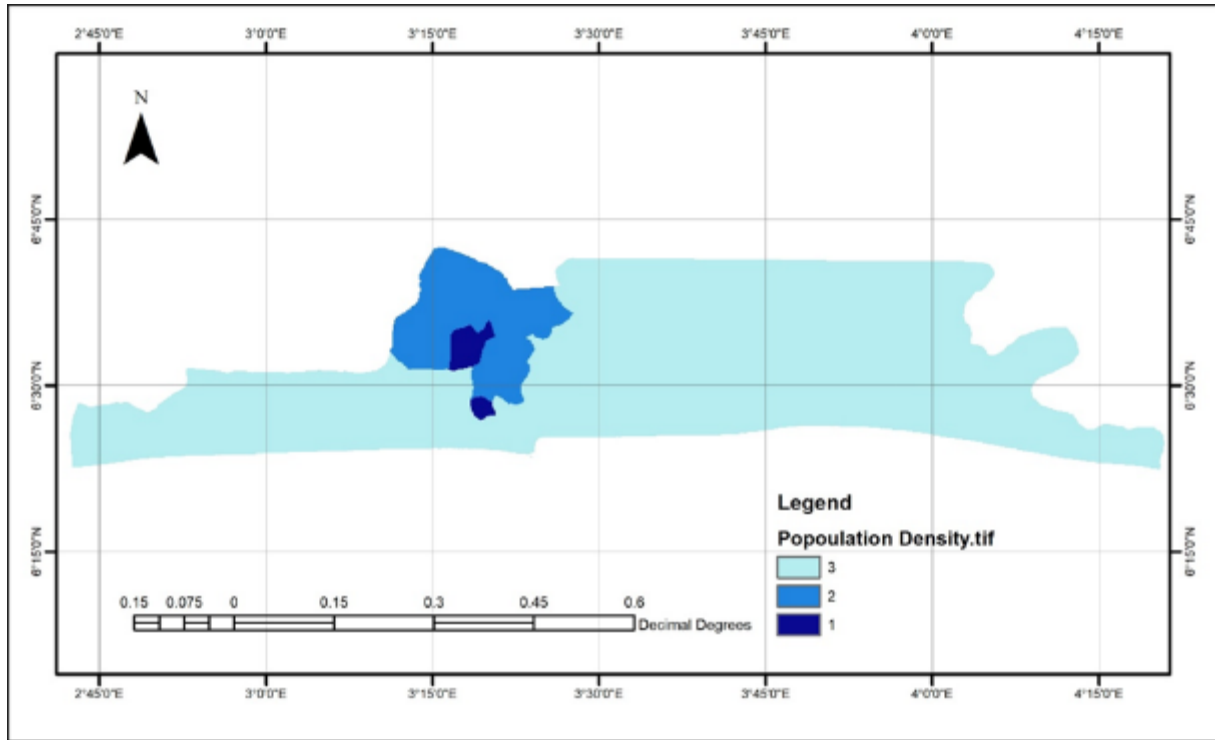 2°45'0"E 3°0'0"E 3°15'0"E 3°30'0"E 3°45'0"E 4°0'0"E 4°15'0"E
N
6°45'0"N 6°45'0"N
6°30'0"N 6°30'0"N
Legend
Popoulation Density.tif
6°15'0"N 6°15'0"N
3
2
1
0.15 0.075 0 0.15 0.3 0.45 0.6
Decimal Degrees
2°45'0"E 3°0'0"E 3°15'0"E 3°30'0"E 3°45'0"E 4°0'0"E 4°15'0"E